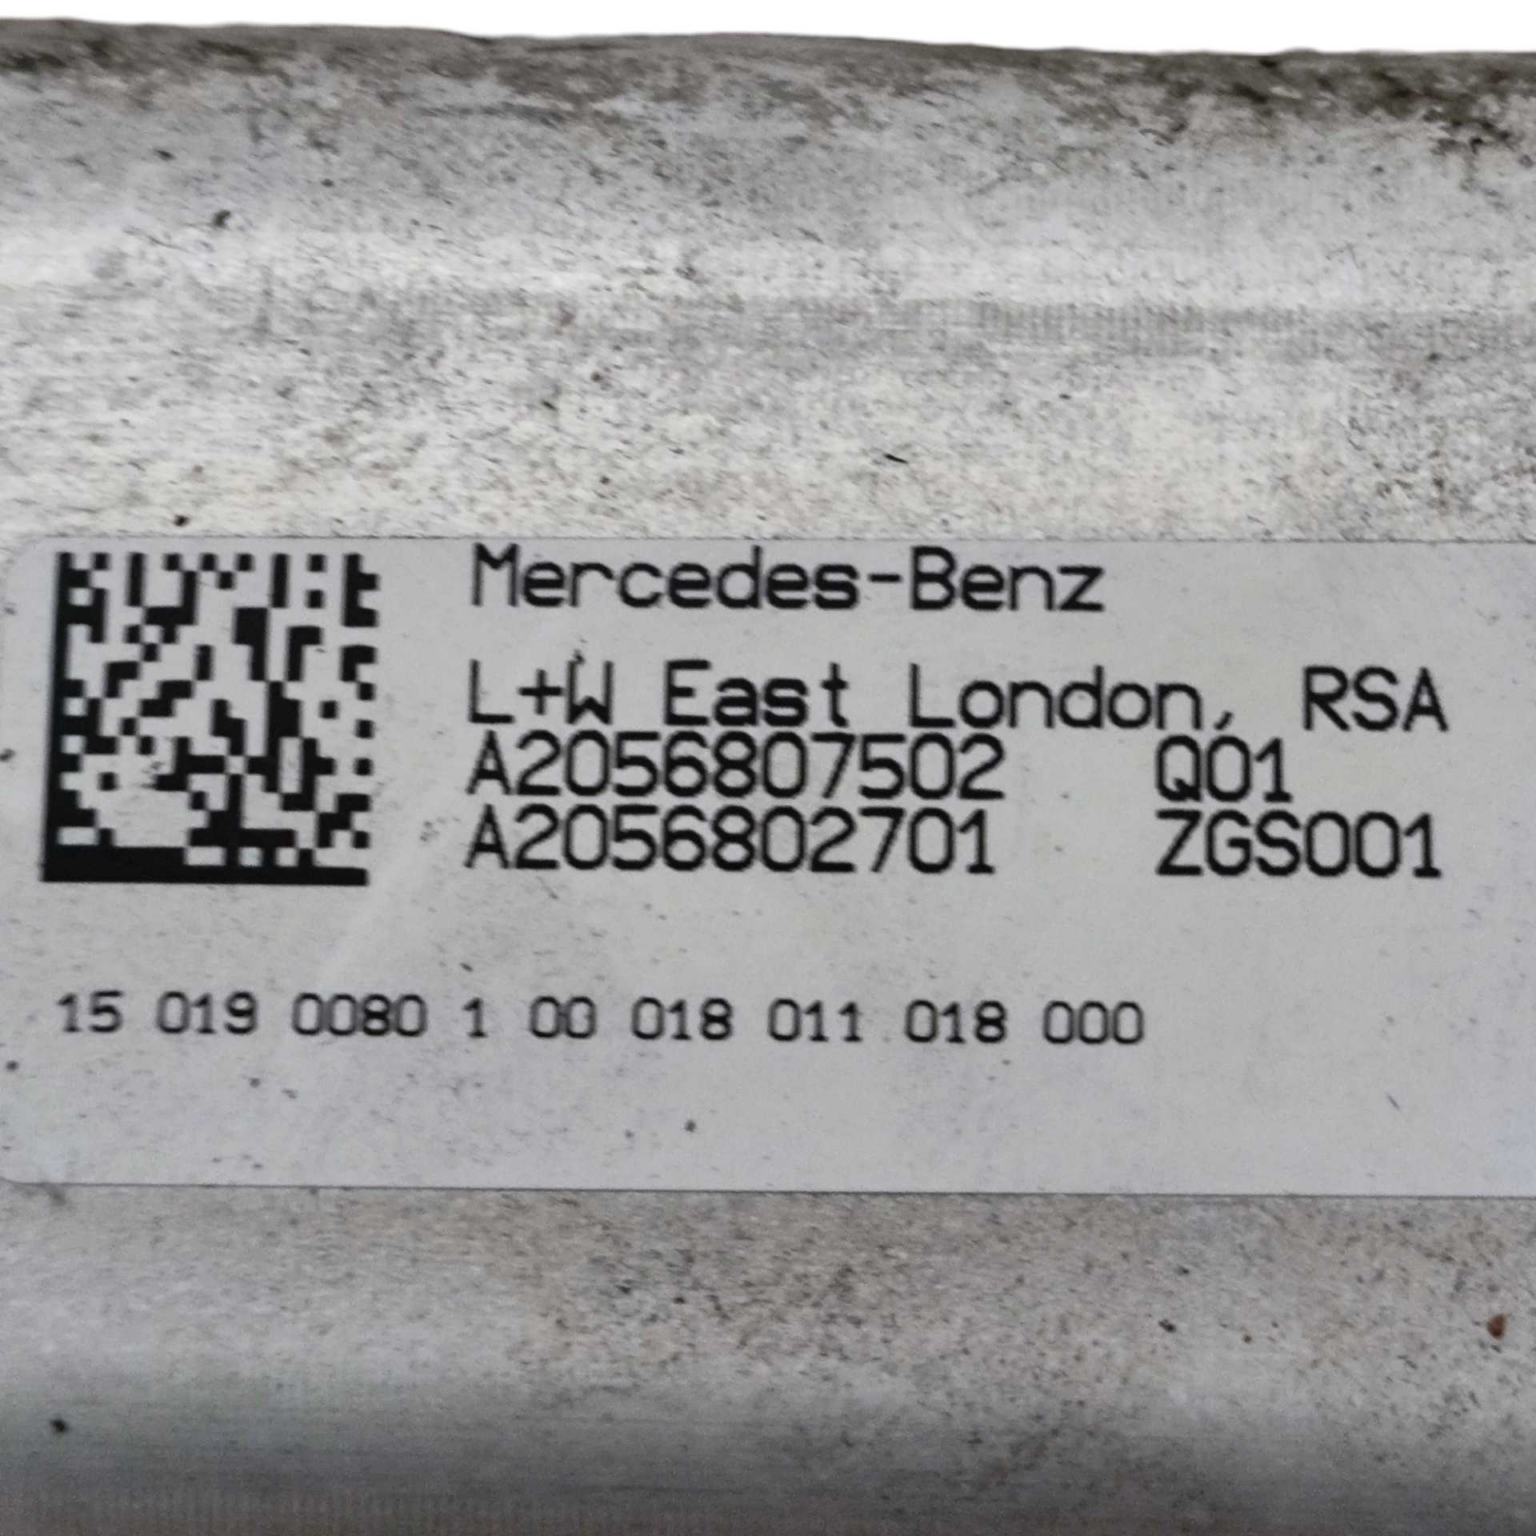 Mercedes-Benz
L+W East London, RSA
A2056807502 Q01
A2056802701 ZGS001
15 019 0080 1 00 018 011 018 000